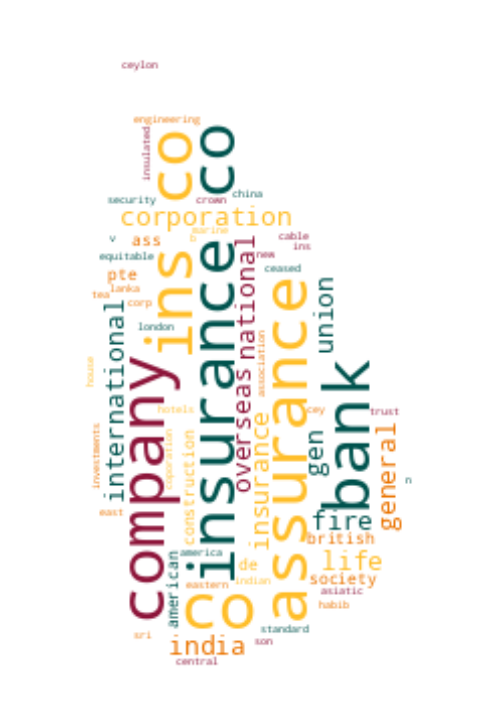 ceylon
engineering
insulated
co
co
security
crown
china
corporation
marine
v
ass
b
cable
ins
equitable
new
ceased
pte
ins
insurance
national
assurance
union
lanka
tea
corp
international
london
association
house
company
overseas
bank
hotels
cey
trust
investments
construction
insurance
gen
general
n
east
fire
british
american
america
de
life
eastern
indian
society
asiatic
co
habib
standard
sri
india
son
central